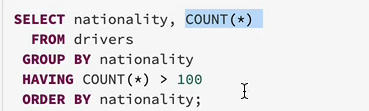 SELECT nationality, COUNT(*)
FROM drivers
GROUP BY nationality
HAVING COUNT(*) > 100
ORDER BY nationality;